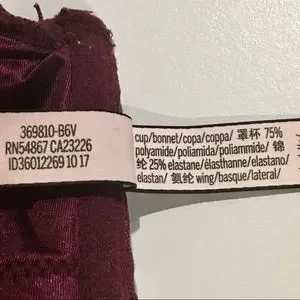 369810-B6V
RN54867 CA23226
ID36012269 10 17
cup/bonnet/copa/coppa/ 罩杯 75%
polyamide/poliamida/poliammide/ 锦
纶 25% elastane/élasthanne/elastano/
elastan/ 氨纶 wing/basque/lateral/